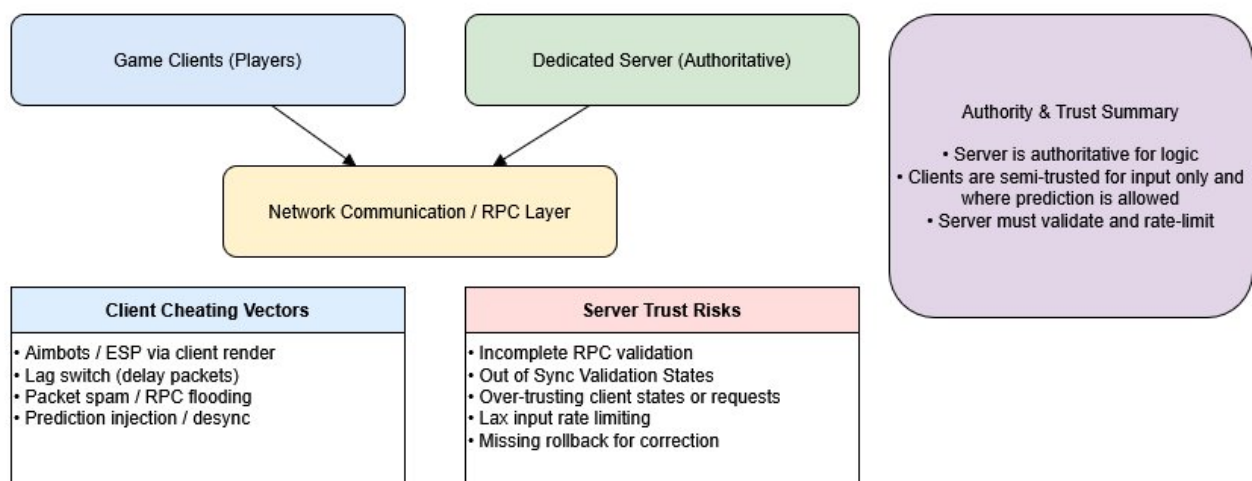 Game Clients (Players)
Dedicated Server (Authoritative)
Network Communication / RPC Layer
Authority & Trust Summary
• Server is authoritative for logic
• Clients are semi-trusted for input only and
where prediction is allowed
• Server must validate and rate-limit
Client Cheating Vectors
• Aimbots / ESP via client render
• Lag switch (delay packets)
• Packet spam / RPC flooding
• Prediction injection / desync
Server Trust Risks
• Incomplete RPC validation
• Out of Sync Validation States
• Over-trusting client states or requests
• Lax input rate limiting
• Missing rollback for correction